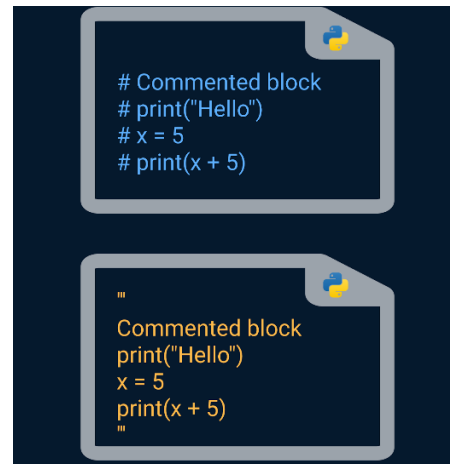 # Commented block
# print("Hello")
# x = 5
# print(x + 5)
'''
Commented block
print("Hello")
x = 5
print(x + 5)
'''